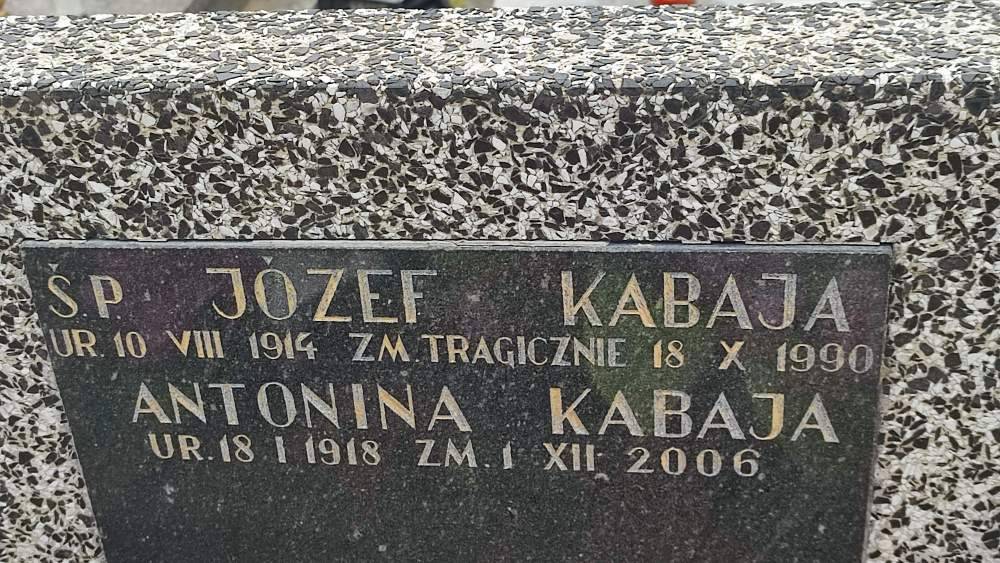 Ś.P. JÓZEF KABAJA
UR. 10 VIII 1914 ZM. TRAGICZNIE 18 X 1990
ANTONINA KABAJA
UR. 18 I 1918 ZM. 1 XII 2006